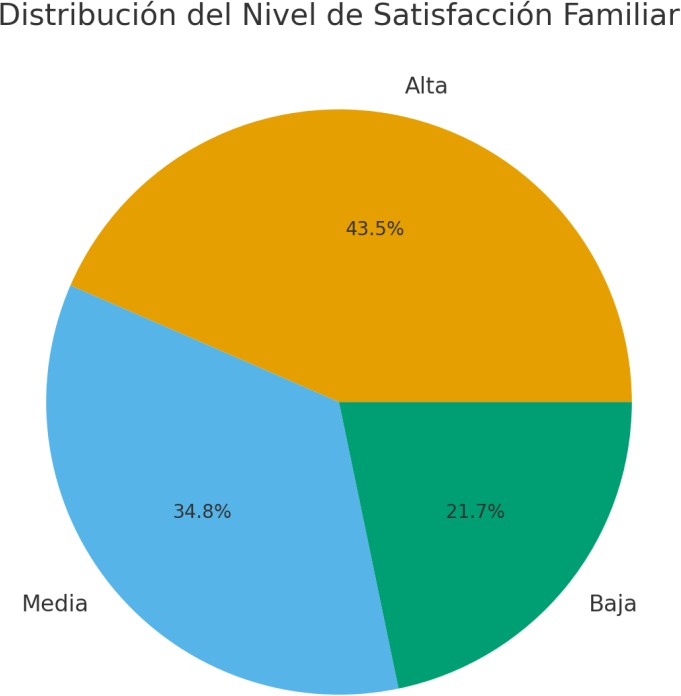 Distribución del Nivel de Satisfacción Familiar
Alta
43.5%
34.8%
21.7%
Media
Baja